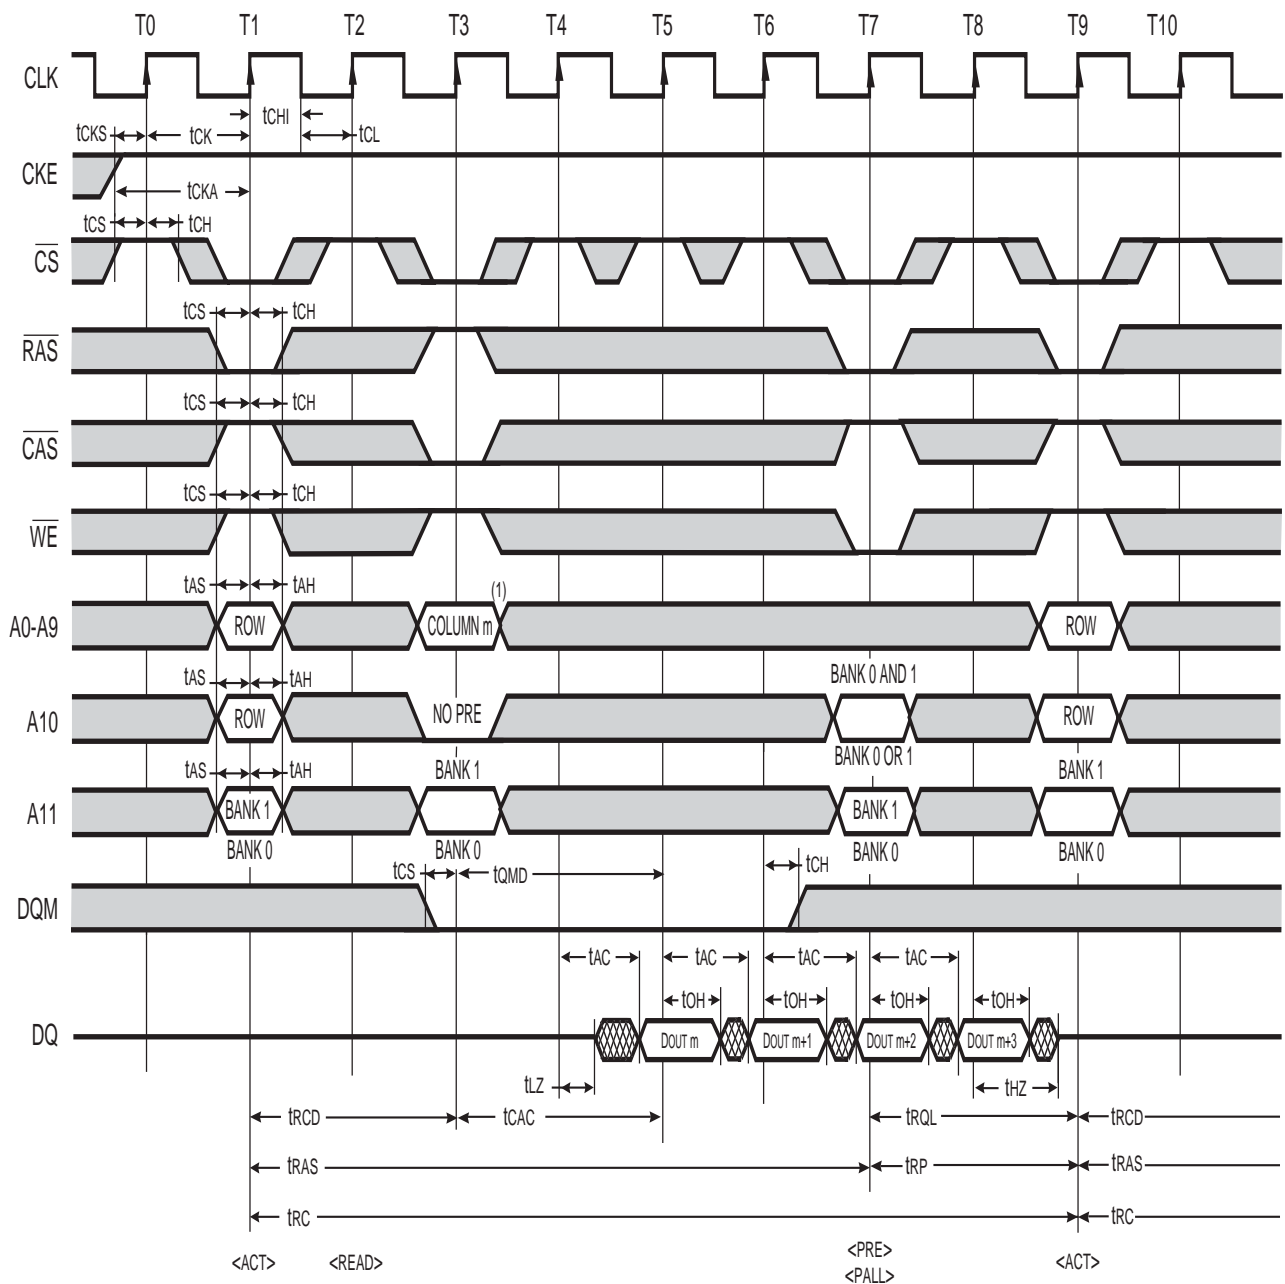 T0 T1 T2 T3 T4 T5 T6 T7 T8 T9 T10
CLK
tCHI
tCKS tCK tCL
CKE
tCKA
tCS tCH
CS
tCS tCH
RAS
tCS tCH
CAS
tCS tCH
WE
tAS tAH (1)
A0-A9 ROW COLUMN m ROW
tAS tAH BANK 0 AND 1
A10 ROW NO PRE ROW
BANK 0 OR 1
tAS tAH BANK 1 BANK 1
A11 BANK 1 BANK 1
BANK 0 BANK 0 BANK 0 BANK 0
tCS tQMD tCH
DQM
tAC tAC tAC tAC
tOH tOH tOH tOH
DQ DOUT m DOUT m+1 DOUT m+2 DOUT m+3
tLZ tHZ
tRCD tCAC tRQL tRCD
tRAS tRP tRAS
tRC tRC
<ACT> <READ> <PRE> <ACT>
<PALL>